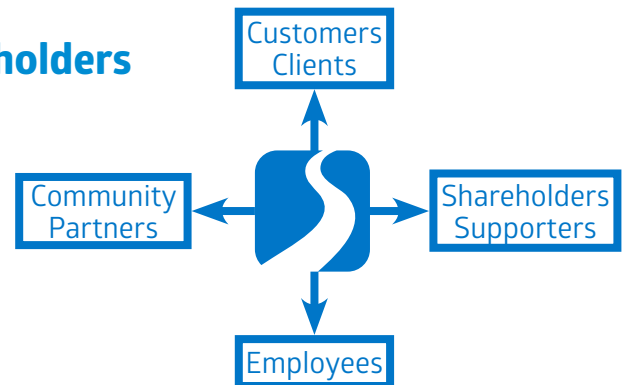 holders
Customers
Clients
Community
Partners
Shareholders
Supporters
Employees